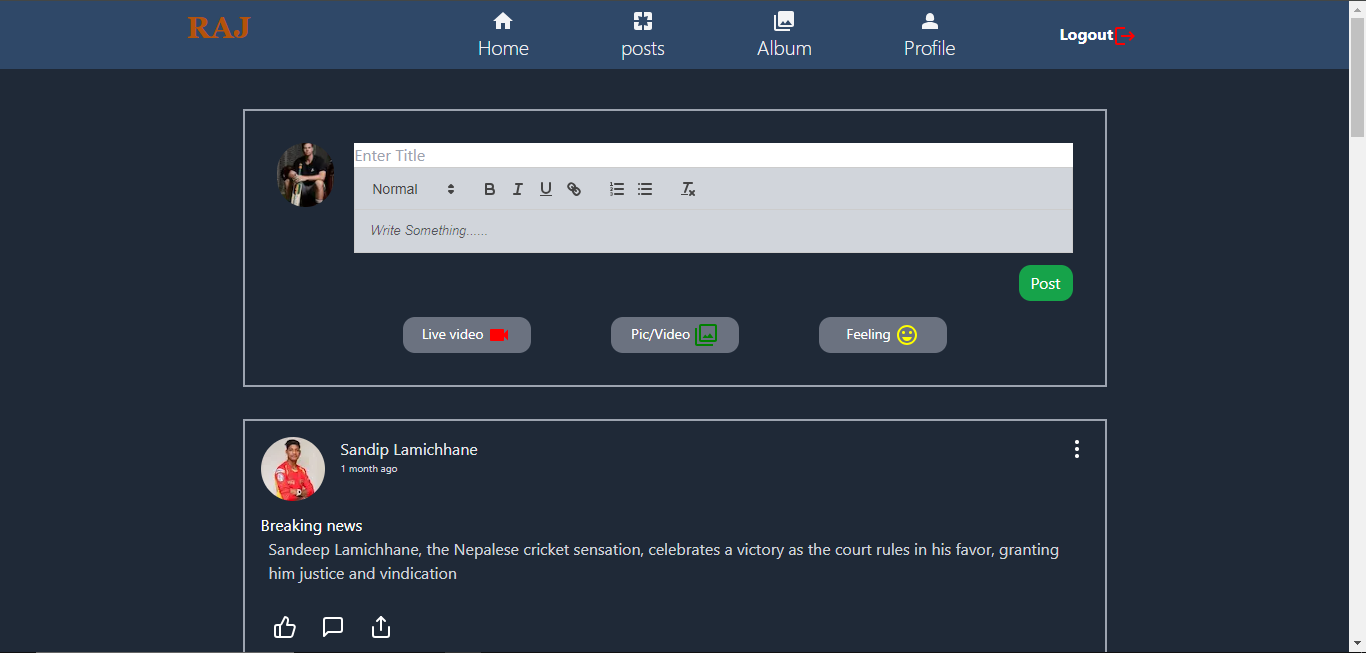 RAJ
Home
posts
Album
Profile
Logout
Enter Title
Normal
Write Something......
Post
Live video
Pic/Video
Feeling
Sandip Lamichhane
1 month ago
Breaking news
Sandeep Lamichhane, the Nepalese cricket sensation, celebrates a victory as the court rules in his favor, granting
him justice and vindication